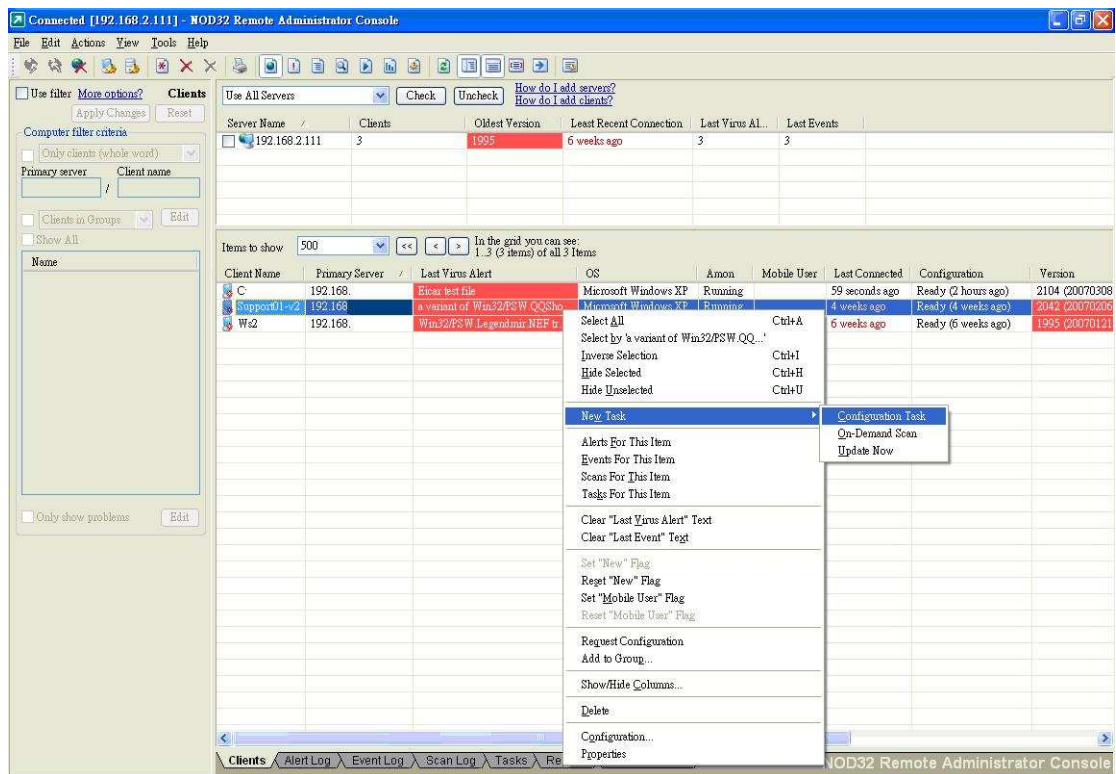 Connected [192.168.2.111] - NOD32 Remote Administrator Console
File Edit Actions View Tools Help
Use filter More options? Clients
Apply Changes Reset
Computer filter criteria
Only clients (whole word)
Primary server Client name
/
Clients in Groups Edit
Show All
Name
Only show problems Edit
Use All Servers Check Uncheck How do I add servers?
How do I add clients?
Server Name / Clients Oldest Version Least Recent Connection Last Virus Al... Last Events
192.168.2.111 3 1995 6 weeks ago 3 3
Items to show 500 << < > In the grid you can see:
1..3 (3 items) of all 3 Items
Client Name Primary Server / Last Virus Alert OS Amon Mobile User Last Connected Configuration Version
C 192.168. Eicar test file Microsoft Windows XP Running 59 seconds ago Ready (2 hours ago) 2104 (20070308
Support01-v2 192.168 a variant of Win32/PSW.QQSho Microsoft Windows XP Running 4 weeks ago Ready (4 weeks ago) 2042 (20070206
Ws2 192.168. Win32/PSW.Legendmir.NEF tr 6 weeks ago Ready (6 weeks ago) 1995 (20070121
Select All Ctrl+A
Select by 'a variant of Win32/PSW.QQ...'
Inverse Selection Ctrl+I
Hide Selected Ctrl+H
Hide Unselected Ctrl+U
New Task
Configuration Task
On-Demand Scan
Update Now
Alerts For This Item
Events For This Item
Scans For This Item
Tasks For This Item
Clear "Last Virus Alert" Text
Clear "Last Event" Text
Set "New" Flag
Reset "New" Flag
Set "Mobile User" Flag
Reset "Mobile User" Flag
Request Configuration
Add to Group...
Show/Hide Columns...
Delete
Configuration...
Properties
Clients Alert Log Event Log Scan Log Tasks Re
NOD32 Remote Administrator Console